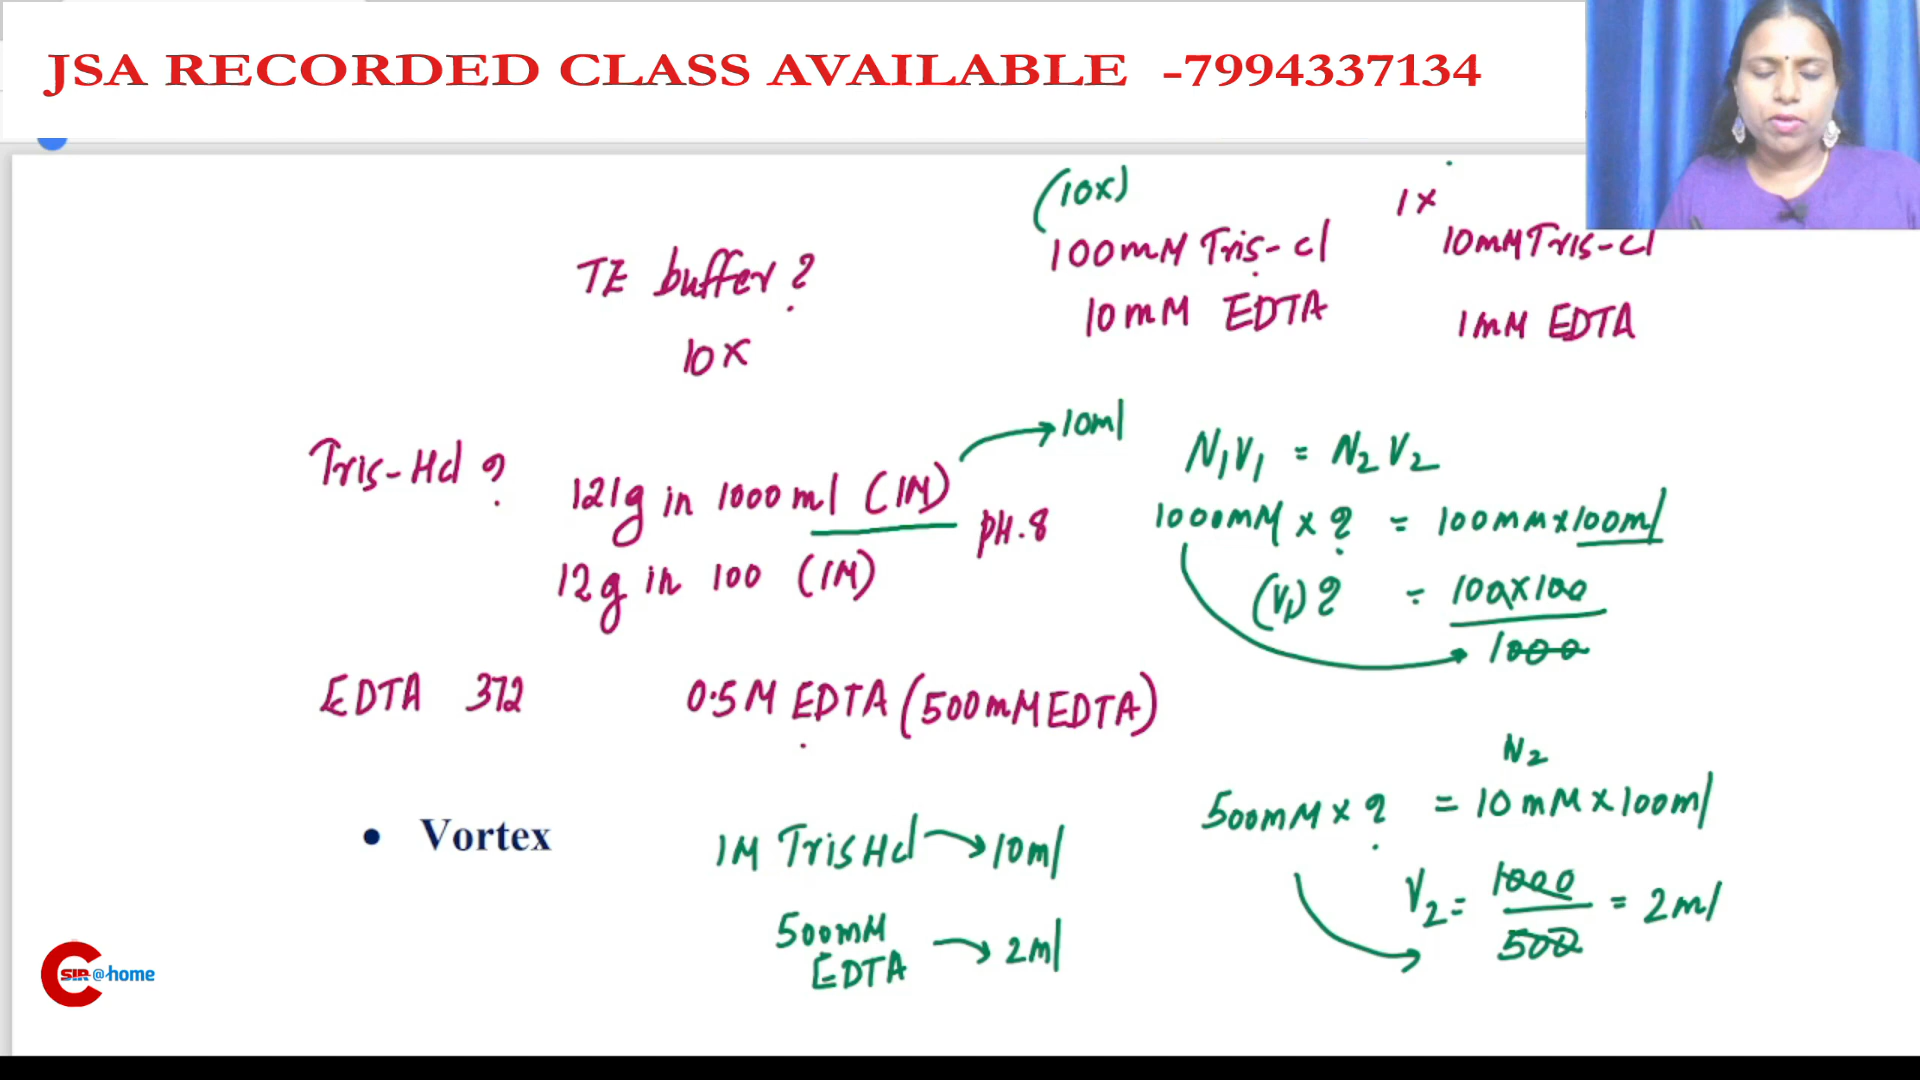 JSA RECORDED CLASS AVAILABLE -7994337134
(10x)
1x
TE buffer?
10x
100mM Tris-cl
10mM EDTA
10mM Tris-cl
1mM EDTA
Tris-Hcl ?
121g in 1000 ml (1M)
→ 10ml
pH.8
12g in 100 (1M)
N₁V₁ = N₂V₂
1000mM x ? = 100mM x 100ml
(V₁) ? = 100x100
1000
EDTA 372
0.5M EDTA (500mM EDTA)
N₂
500mM x ? = 10mM x 100ml
V₂ = 1000 = 2ml
500
• Vortex
1M Tris Hcl → 10ml
500mM
EDTA → 2ml
CSIR@home